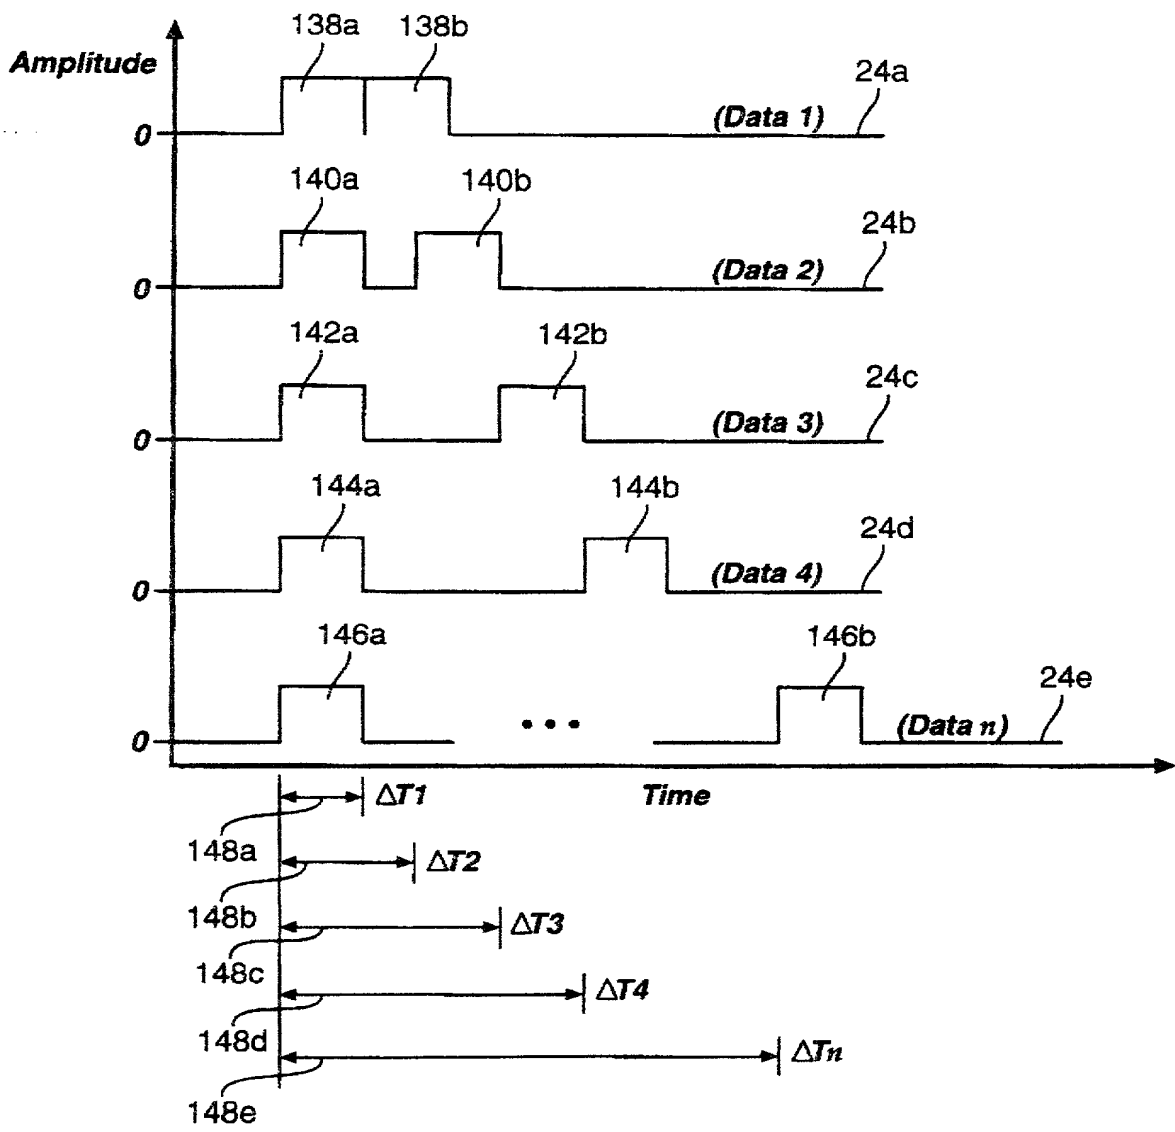 138a 138b
Amplitude
24a
(Data 1)
0
140a 140b
24b
(Data 2)
0
142a 142b
24c
(Data 3)
0
144a 144b
24d
(Data 4)
0
146a 146b
24e
(Data n)
0
ΔT1 Time
148a
ΔT2
148b
ΔT3
148c
ΔT4
148d
ΔTn
148e